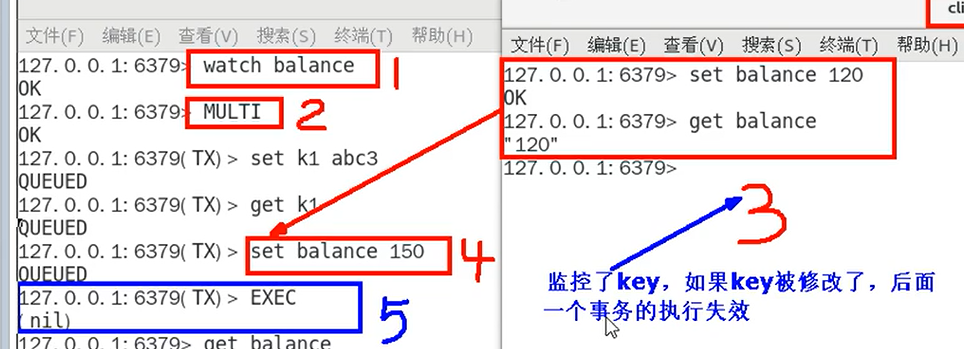 文件(F) 编辑(E) 查看(V) 搜索(S) 终端(T) 帮助(H)
127.0.0.1:6379> watch balance
1
OK
127.0.0.1:6379> MULTI
2
OK
127.0.0.1:6379(TX)> set k1 abc3
QUEUED
127.0.0.1:6379(TX)> get k1
QUEUED
127.0.0.1:6379(TX)> set balance 150
4
QUEUED
127.0.0.1:6379(TX)> EXEC
5
(nil)
127.0.0.1:6379> get balance
cli
文件(F) 编辑(E) 查看(V) 搜索(S) 终端(T) 帮助(H)
127.0.0.1:6379> set balance 120
OK
127.0.0.1:6379> get balance
"120"
127.0.0.1:6379>
3
监控了key，如果key被修改了，后面
一个事务的执行失效